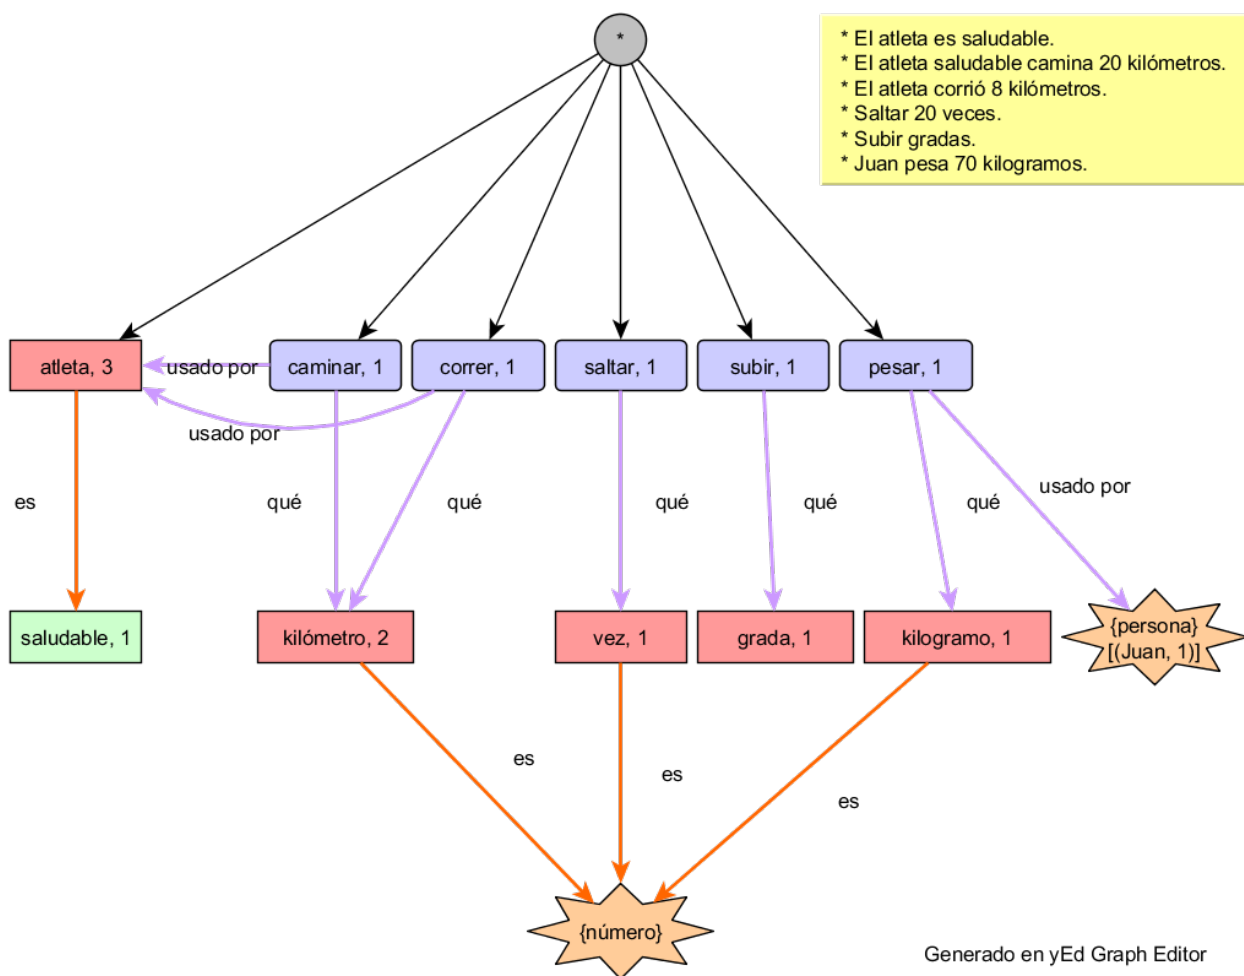 *
* El atleta es saludable.
* El atleta saludable camina 20 kilómetros.
* El atleta corrió 8 kilómetros.
* Saltar 20 veces.
* Subir gradas.
* Juan pesa 70 kilogramos.
atleta, 3
usado por
caminar, 1
correr, 1
saltar, 1
subir, 1
pesar, 1
usado por
es
qué
qué
qué
qué
qué
usado por
saludable, 1
kilómetro, 2
vez, 1
grada, 1
kilogramo, 1
{persona}
[(Juan, 1)]
es
es
es
{número}
Generado en yEd Graph Editor